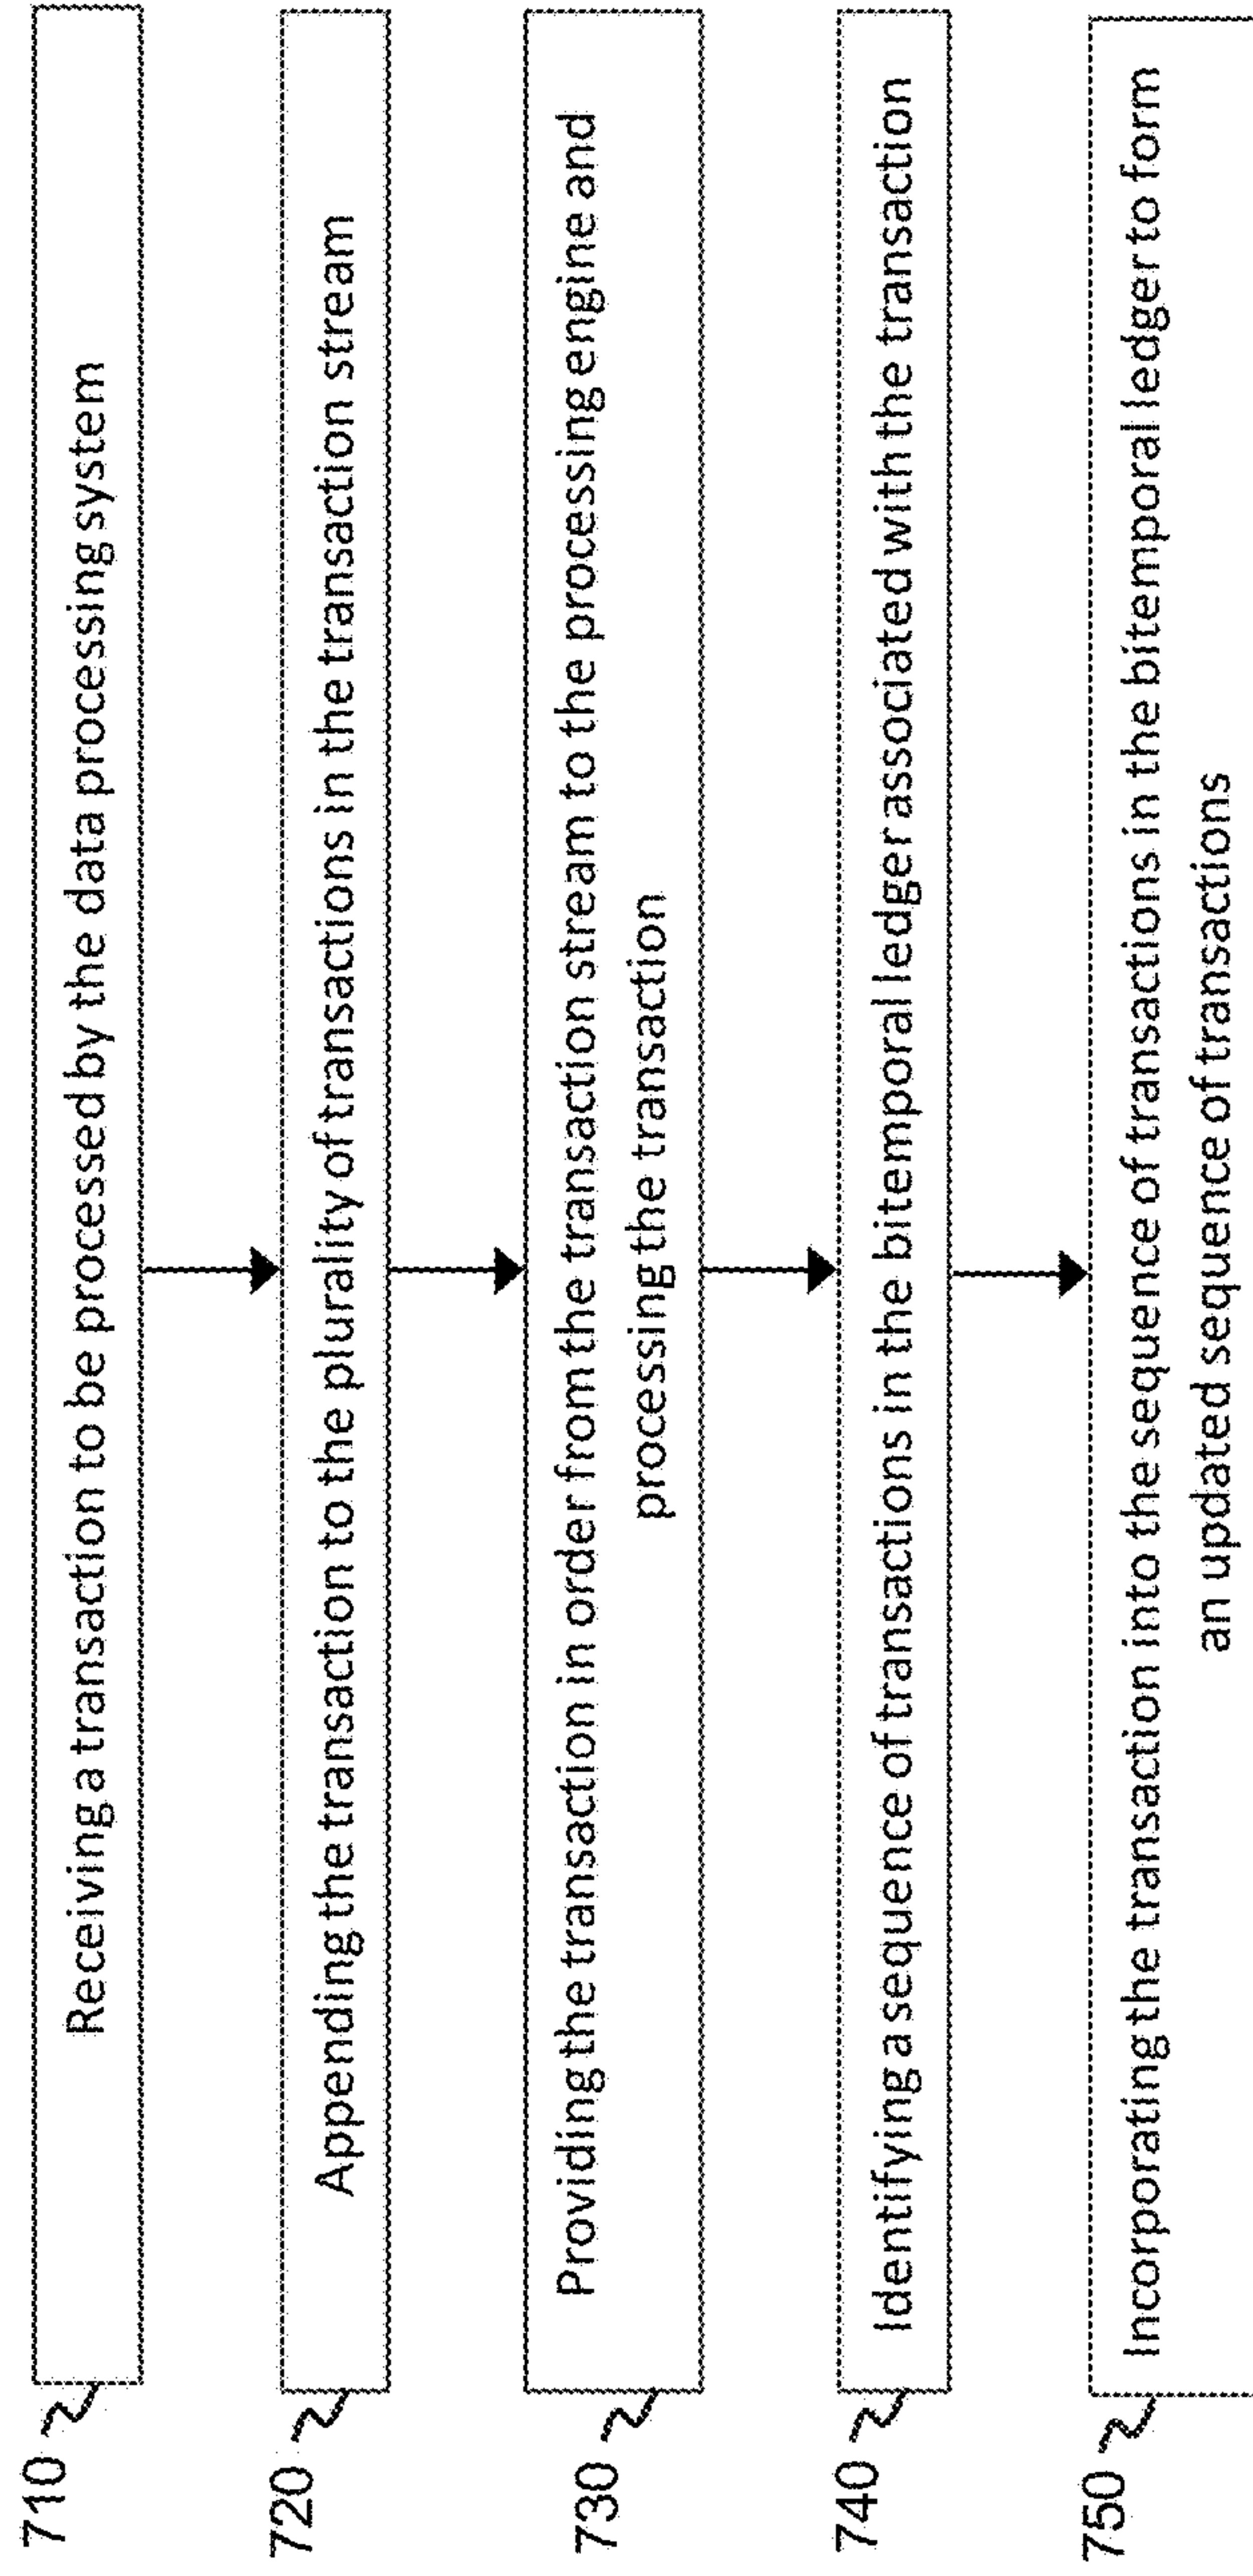 710
Receiving a transaction to be processed by the data processing system
720
Appending the transaction to the plurality of transactions in the transaction stream
730
Providing the transaction in order from the transaction stream to the processing engine and
processing the transaction
740
Identifying a sequence of transactions in the bitemporal ledger associated with the transaction
750
Incorporating the transaction into the sequence of transactions in the bitemporal ledger to form
an updated sequence of transactions